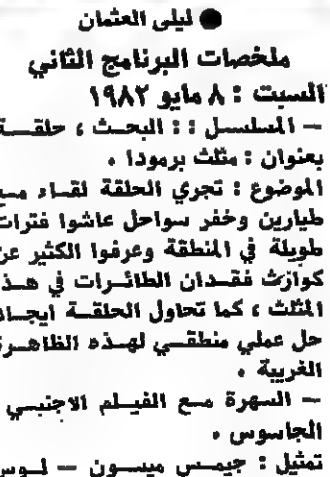 ● ليلى العثمان
ملخصات البرنامج الثاني
السبت : ٨ مايو ١٩٨٢
— المسلسل : : البحث ، حلقة
بعنوان : مثلث برمودا .
الموضوع : تجري الحلقة لقاء مع
طيارين وخفر سواحل عاشوا فترات
طويلة في المنطقة وعرفوا الكثير عن
كوارث فقدان الطائرات في هذ
المثلث ، كما تحاول الحلقة ايجاد
حل عملي منطقي لهذه الظاهرة
الغريبة .
— السهرة مع الفيلم الاجنبي
الجاسوس .
تمثيل : جيمس ميسون — لوس